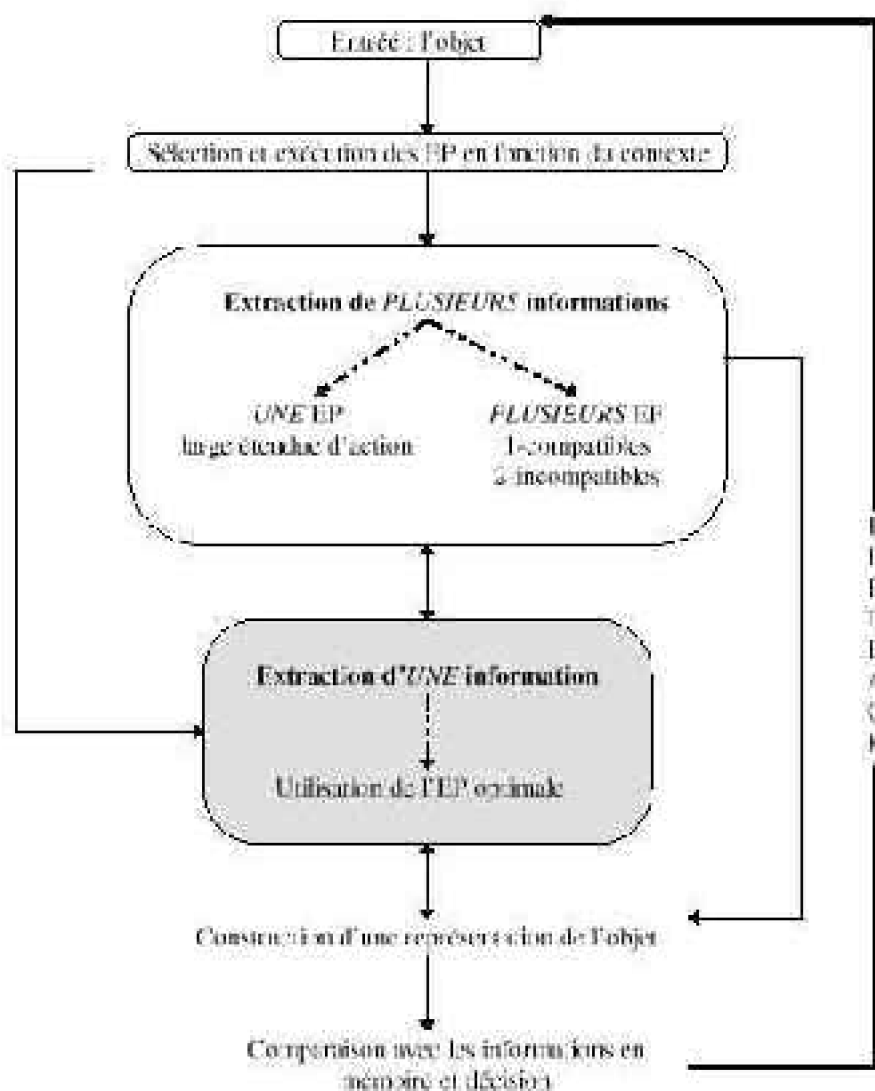 Entrée : l'objet
Sélection et exécution des EP en fonction du contexte
Extraction de PLUSIEURS informations
UNE EP
large étendue d'action
PLUSIEURS EP
1-compatibles
2-incompatibles
Extraction d'UNE information
Utilisation de l'EP optimale
Construction d'une représentation de l'objet
Comparaison avec les informations en
mémoire et décision